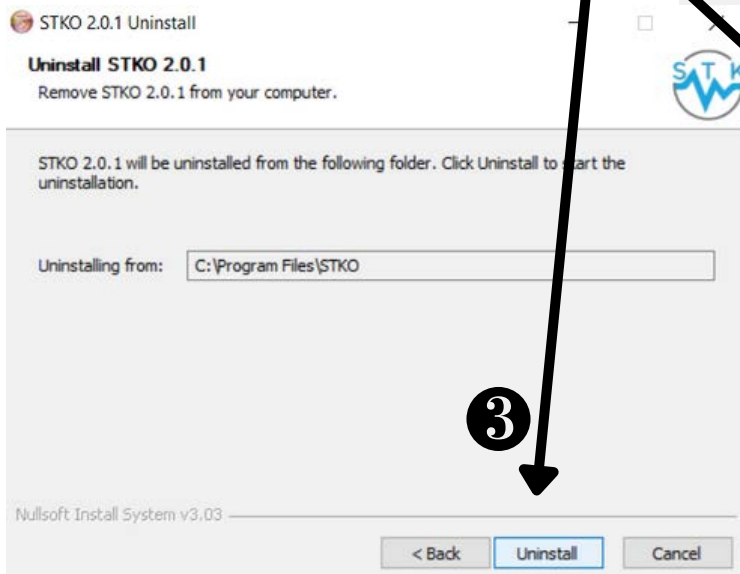 STKO 2.0.1 Uninstall
Uninstall STKO 2.0.1
Remove STKO 2.0.1 from your computer.
S T K
STKO 2.0.1 will be uninstalled from the following folder. Click Uninstall to start the
uninstallation.
Uninstalling from: C:\Program Files\STKO
3
Nullsoft Install System v3.03
< Back Uninstall Cancel